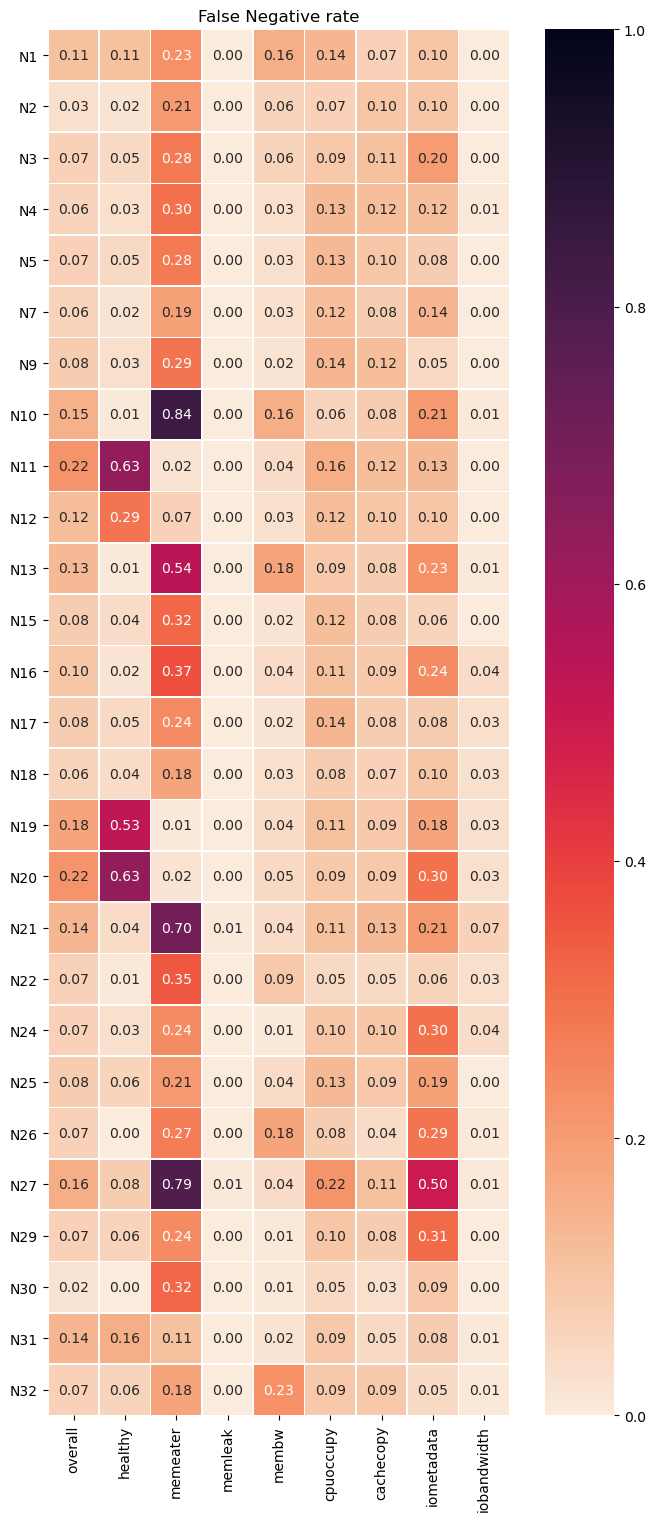 False Negative rate
N1 0.11 0.11 0.23 0.00 0.16 0.14 0.07 0.10 0.00
N2 0.03 0.02 0.21 0.00 0.06 0.07 0.10 0.10 0.00
N3 0.07 0.05 0.28 0.00 0.06 0.09 0.11 0.20 0.00
N4 0.06 0.03 0.30 0.00 0.03 0.13 0.12 0.12 0.01
N5 0.07 0.05 0.28 0.00 0.03 0.13 0.10 0.08 0.00
N7 0.06 0.02 0.19 0.00 0.03 0.12 0.08 0.14 0.00
N9 0.08 0.03 0.29 0.00 0.02 0.14 0.12 0.05 0.00
N10 0.15 0.01 0.84 0.00 0.16 0.06 0.08 0.21 0.01
N11 0.22 0.63 0.02 0.00 0.04 0.16 0.12 0.13 0.00
N12 0.12 0.29 0.07 0.00 0.03 0.12 0.10 0.10 0.00
N13 0.13 0.01 0.54 0.00 0.18 0.09 0.08 0.23 0.01
N15 0.08 0.04 0.32 0.00 0.02 0.12 0.08 0.06 0.00
N16 0.10 0.02 0.37 0.00 0.04 0.11 0.09 0.24 0.04
N17 0.08 0.05 0.24 0.00 0.02 0.14 0.08 0.08 0.03
N18 0.06 0.04 0.18 0.00 0.03 0.08 0.07 0.10 0.03
N19 0.18 0.53 0.01 0.00 0.04 0.11 0.09 0.18 0.03
N20 0.22 0.63 0.02 0.00 0.05 0.09 0.09 0.30 0.03
N21 0.14 0.04 0.70 0.01 0.04 0.11 0.13 0.21 0.07
N22 0.07 0.01 0.35 0.00 0.09 0.05 0.05 0.06 0.03
N24 0.07 0.03 0.24 0.00 0.01 0.10 0.10 0.30 0.04
N25 0.08 0.06 0.21 0.00 0.04 0.13 0.09 0.19 0.00
N26 0.07 0.00 0.27 0.00 0.18 0.08 0.04 0.29 0.01
N27 0.16 0.08 0.79 0.01 0.04 0.22 0.11 0.50 0.01
N29 0.07 0.06 0.24 0.00 0.01 0.10 0.08 0.31 0.00
N30 0.02 0.00 0.32 0.00 0.01 0.05 0.03 0.09 0.00
N31 0.14 0.16 0.11 0.00 0.02 0.09 0.05 0.08 0.01
N32 0.07 0.06 0.18 0.00 0.23 0.09 0.09 0.05 0.01
overall
healthy
memeater
memleak
membw
cpuoccupy
cachecopy
iometadata
iobandwidth
1.0
0.8
0.6
0.4
0.2
0.0